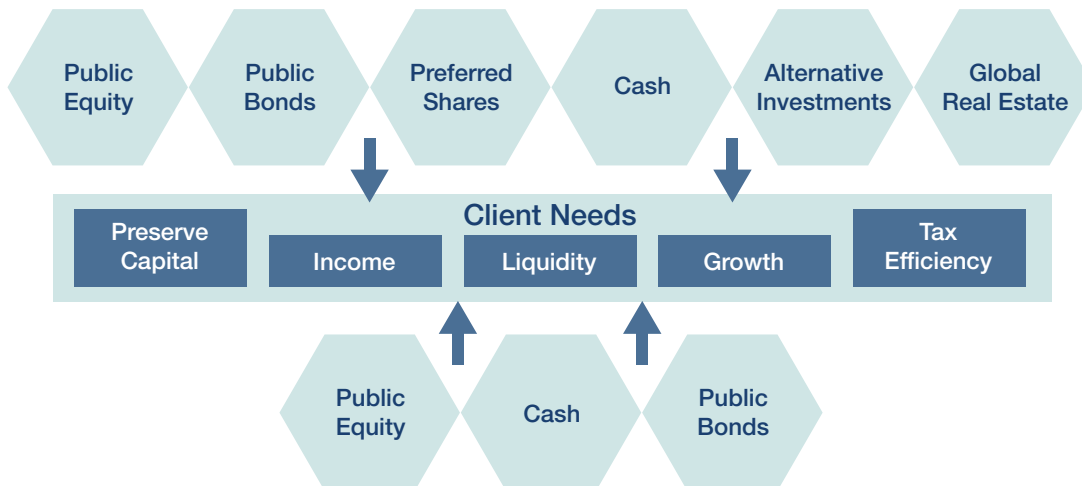 Public
Equity
Public
Bonds
Preferred
Shares
Cash
Alternative
Investments
Global
Real Estate
Client Needs
Preserve
Capital
Income
Liquidity
Growth
Tax
Efficiency
Public
Equity
Cash
Public
Bonds